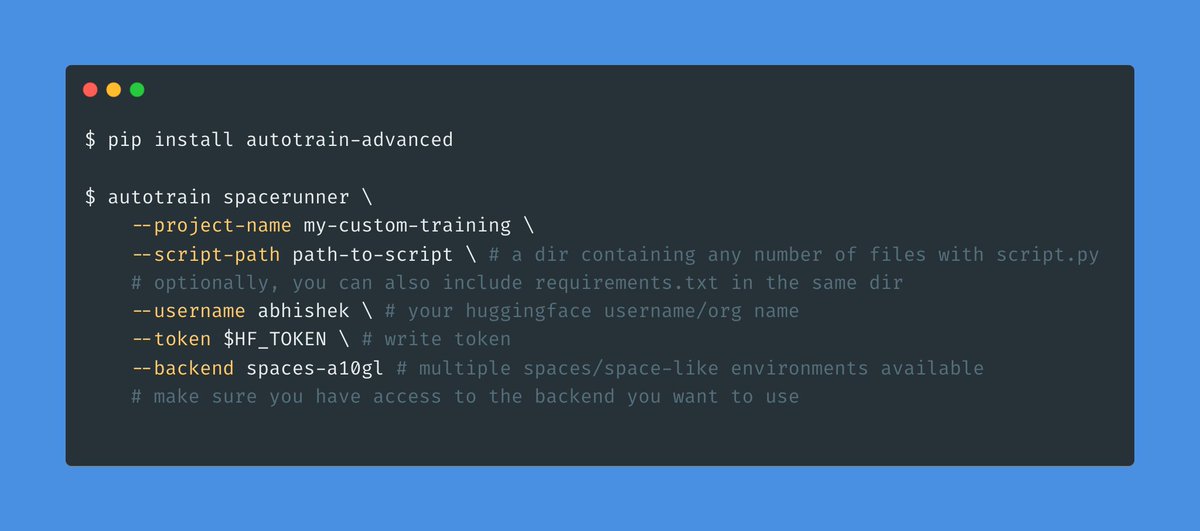 $ pip install autotrain-advanced
$ autotrain spacerunner \
--project-name my-custom-training \
--script-path path-to-script \ # a dir containing any number of files with script.py
# optionally, you can also include requirements.txt in the same dir
--username abhishek \ # your huggingface username/org name
--token $HF_TOKEN \ # write token
--backend spaces-a10gl # multiple spaces/space-like environments available
# make sure you have access to the backend you want to use